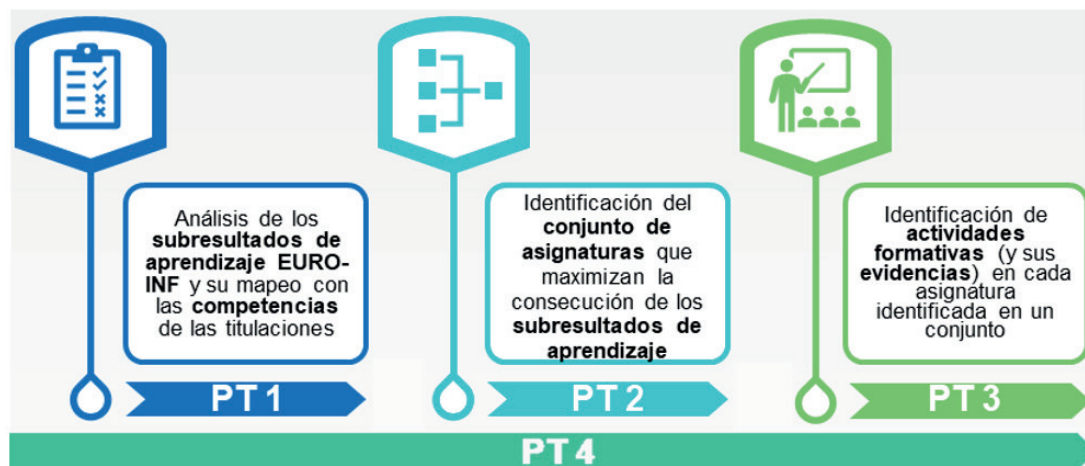 Análisis de los
subresultados de
aprendizaje EURO-
INF y su mapeo con
las competencias
de las titulaciones
PT 1
Identificación del
conjunto de
asignaturas que
maximizan la
consecución de los
subresultados de
aprendizaje
PT 2
Identificación de
actividades
formativas (y sus
evidencias) en cada
asignatura
identificada en un
conjunto
PT 3
PT 4